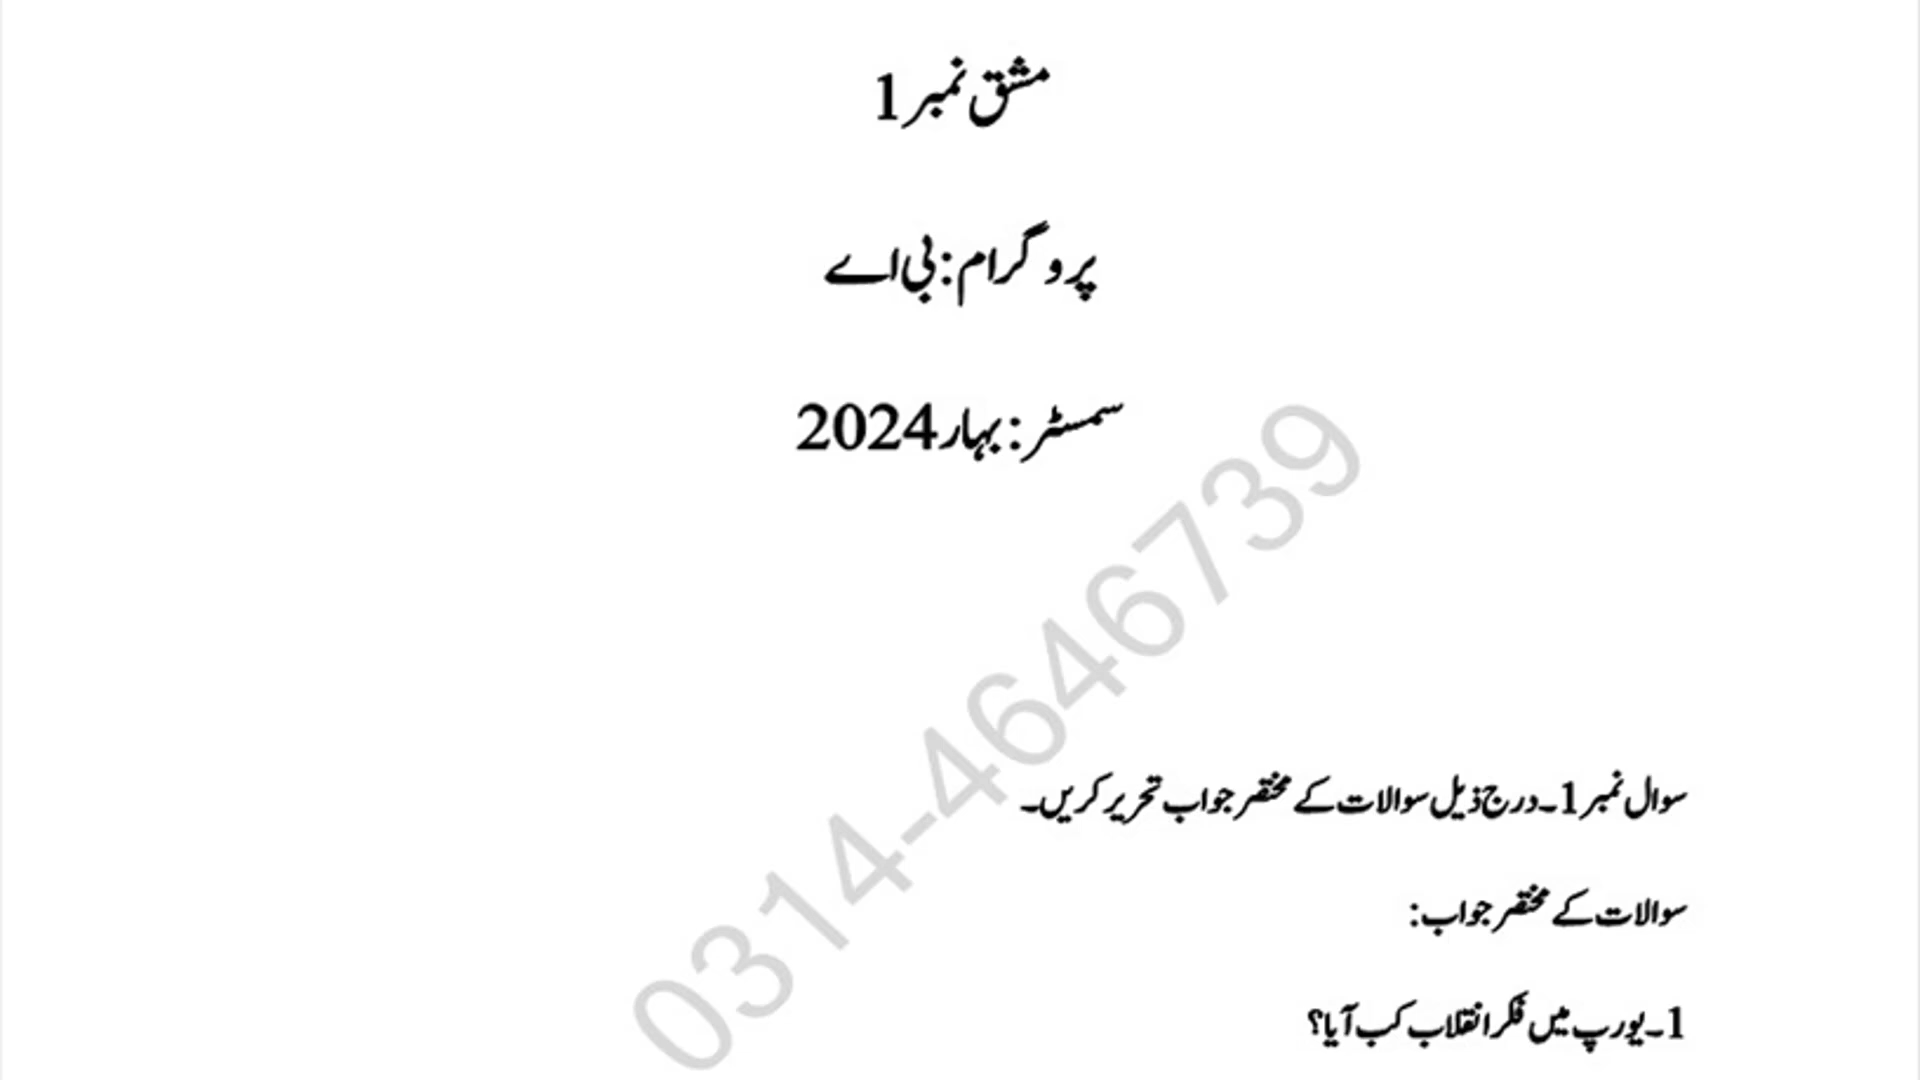 مشق نمبر 1
پروگرام: بی اے
سمسٹر: بہار 2024
0314-4646739
سوال نمبر 1۔ درج ذیل سوالات کے مختصر جواب تحریر کریں۔
سوالات کے مختصر جواب:
1۔ یورپ میں فکر انقلاب کب آیا؟